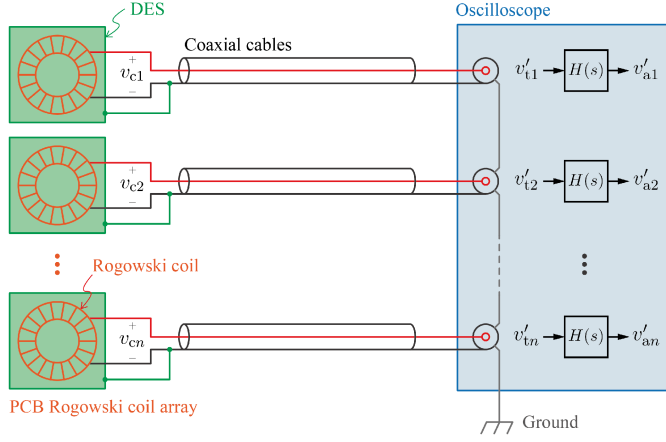 DES
Oscilloscope
Coaxial cables
+
v_c1
−
v′_t1
H(s)
v′_a1
+
v_c2
−
v′_t2
H(s)
v′_a2
Rogowski coil
+
v_cn
−
v′_tn
H(s)
v′_an
PCB Rogowski coil array
Ground